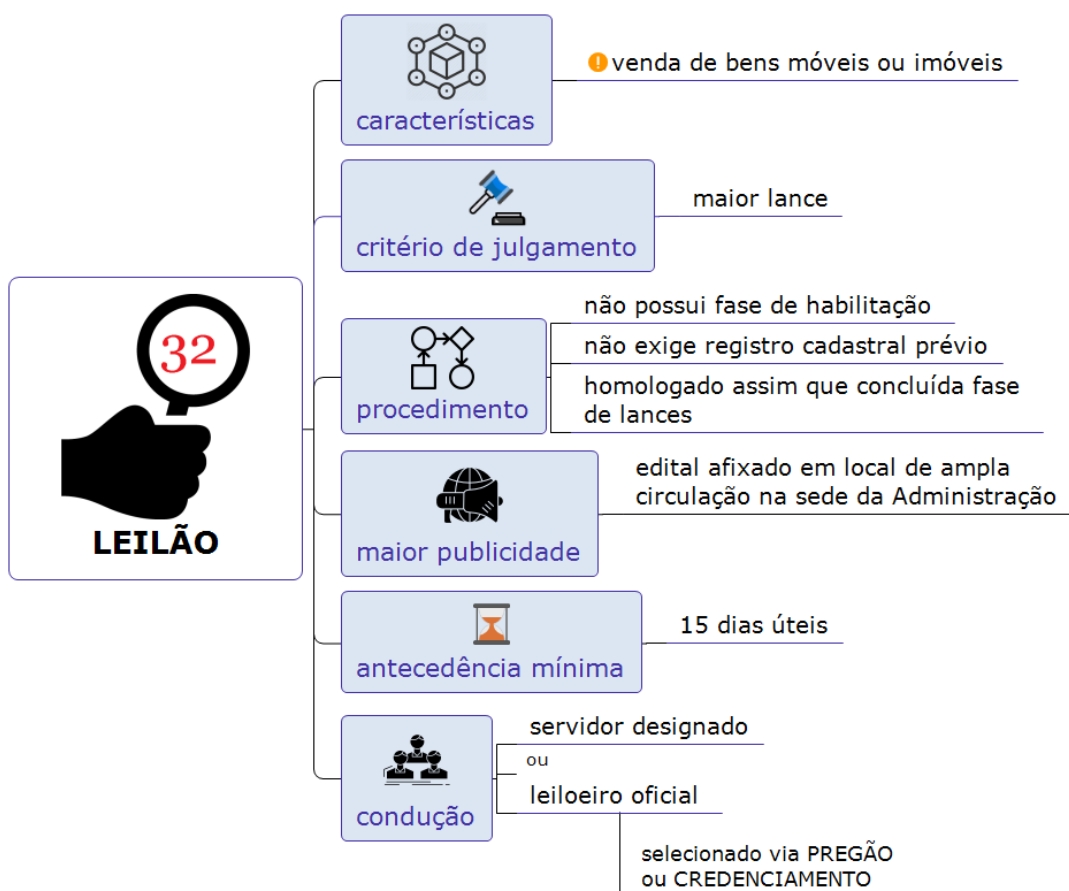 32
LEILÃO
características
venda de bens móveis ou imóveis
critério de julgamento
maior lance
procedimento
não possui fase de habilitação
não exige registro cadastral prévio
homologado assim que concluída fase
de lances
maior publicidade
edital afixado em local de ampla
circulação na sede da Administração
antecedência mínima
15 dias úteis
condução
servidor designado
ou
leiloeiro oficial
selecionado via PREGÃO
ou CREDENCIAMENTO